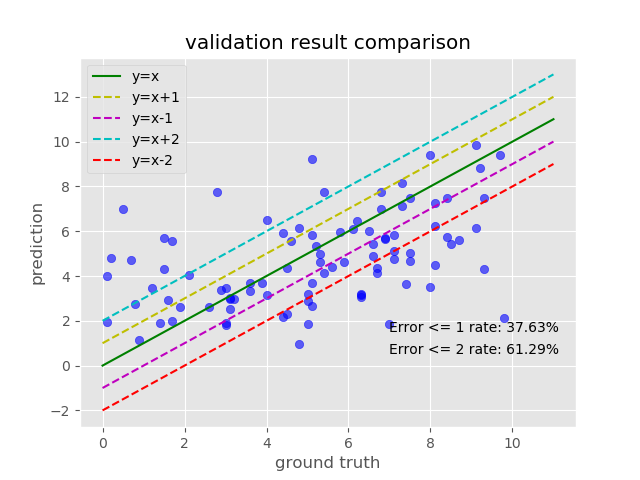 validation result comparison
y=x
y=x+1
y=x-1
y=x+2
y=x-2
12
10
8
6
4
2
0
−2
prediction
Error <= 1 rate: 37.63%
Error <= 2 rate: 61.29%
0 2 4 6 8 10
ground truth